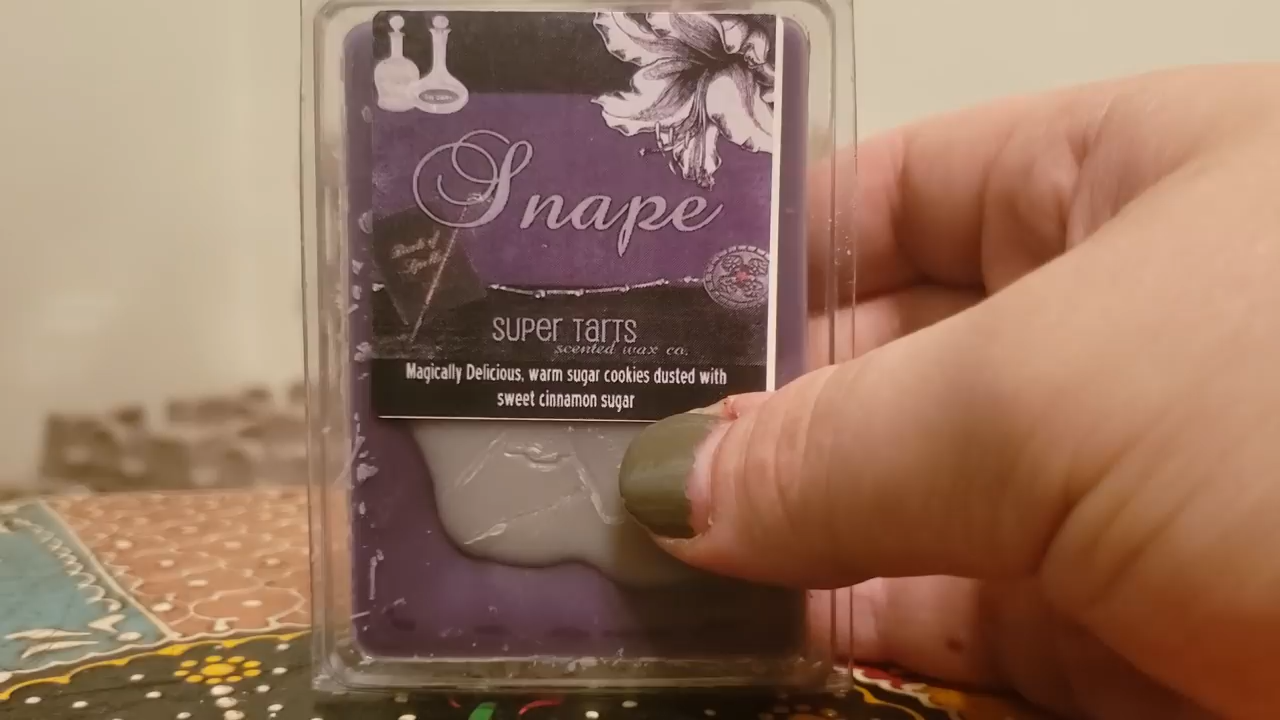 Snape
SUPER TARTS
scented wax co.
Magically Delicious, warm sugar cookies dusted with
sweet cinnamon sugar